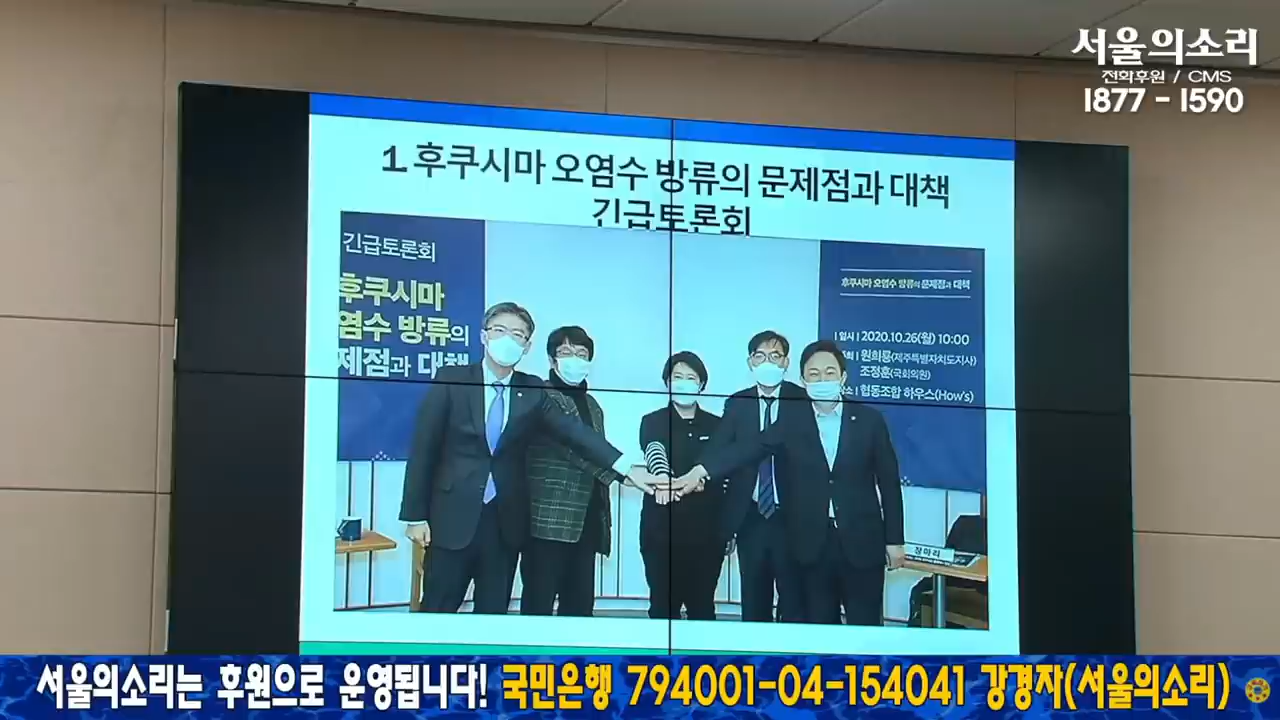 서울의소리
전화후원 / CMS
1877 - 1590
1 후쿠시마 오염수 방류의 문제점과 대책
긴급토론회
긴급토론회
후쿠시마
염수 방류의
제점과 대책
후쿠시마 오염수 방류의 문제점과 대책
일시 | 2020.10.26(월) 10:00
최 | 원희룡(제주특별자치도지사)
조정훈(국회의원)
소 | 협동조합 하우스(How's)
장마리
서울의소리는 후원으로 운영됩니다! 국민은행 794001-04-154041 강경자(서울의소리)